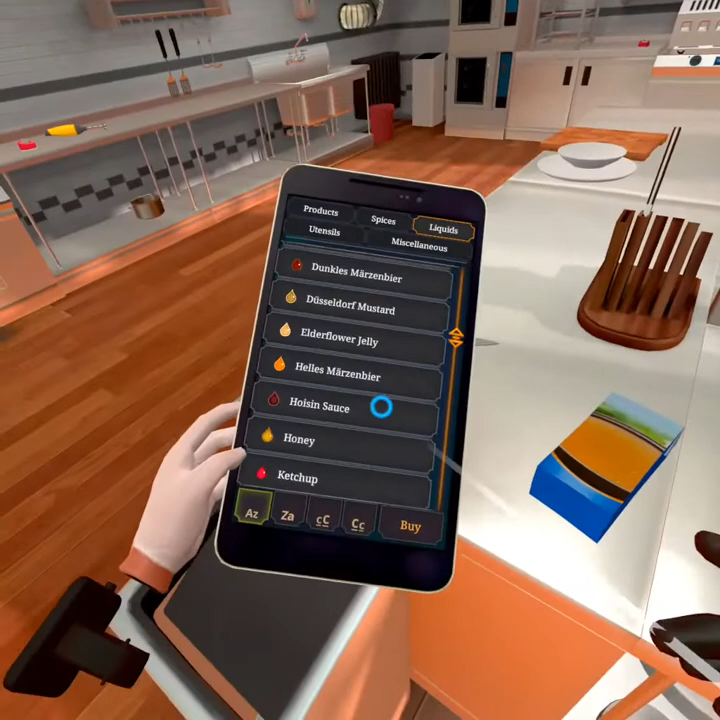 Products Spices Liquids
Utensils Miscellaneous
Dunkles Märzenbier
Düsseldorf Mustard
Elderflower Jelly
Helles Märzenbier
Hoisin Sauce
Honey
Ketchup
Az Za cC Cc Buy